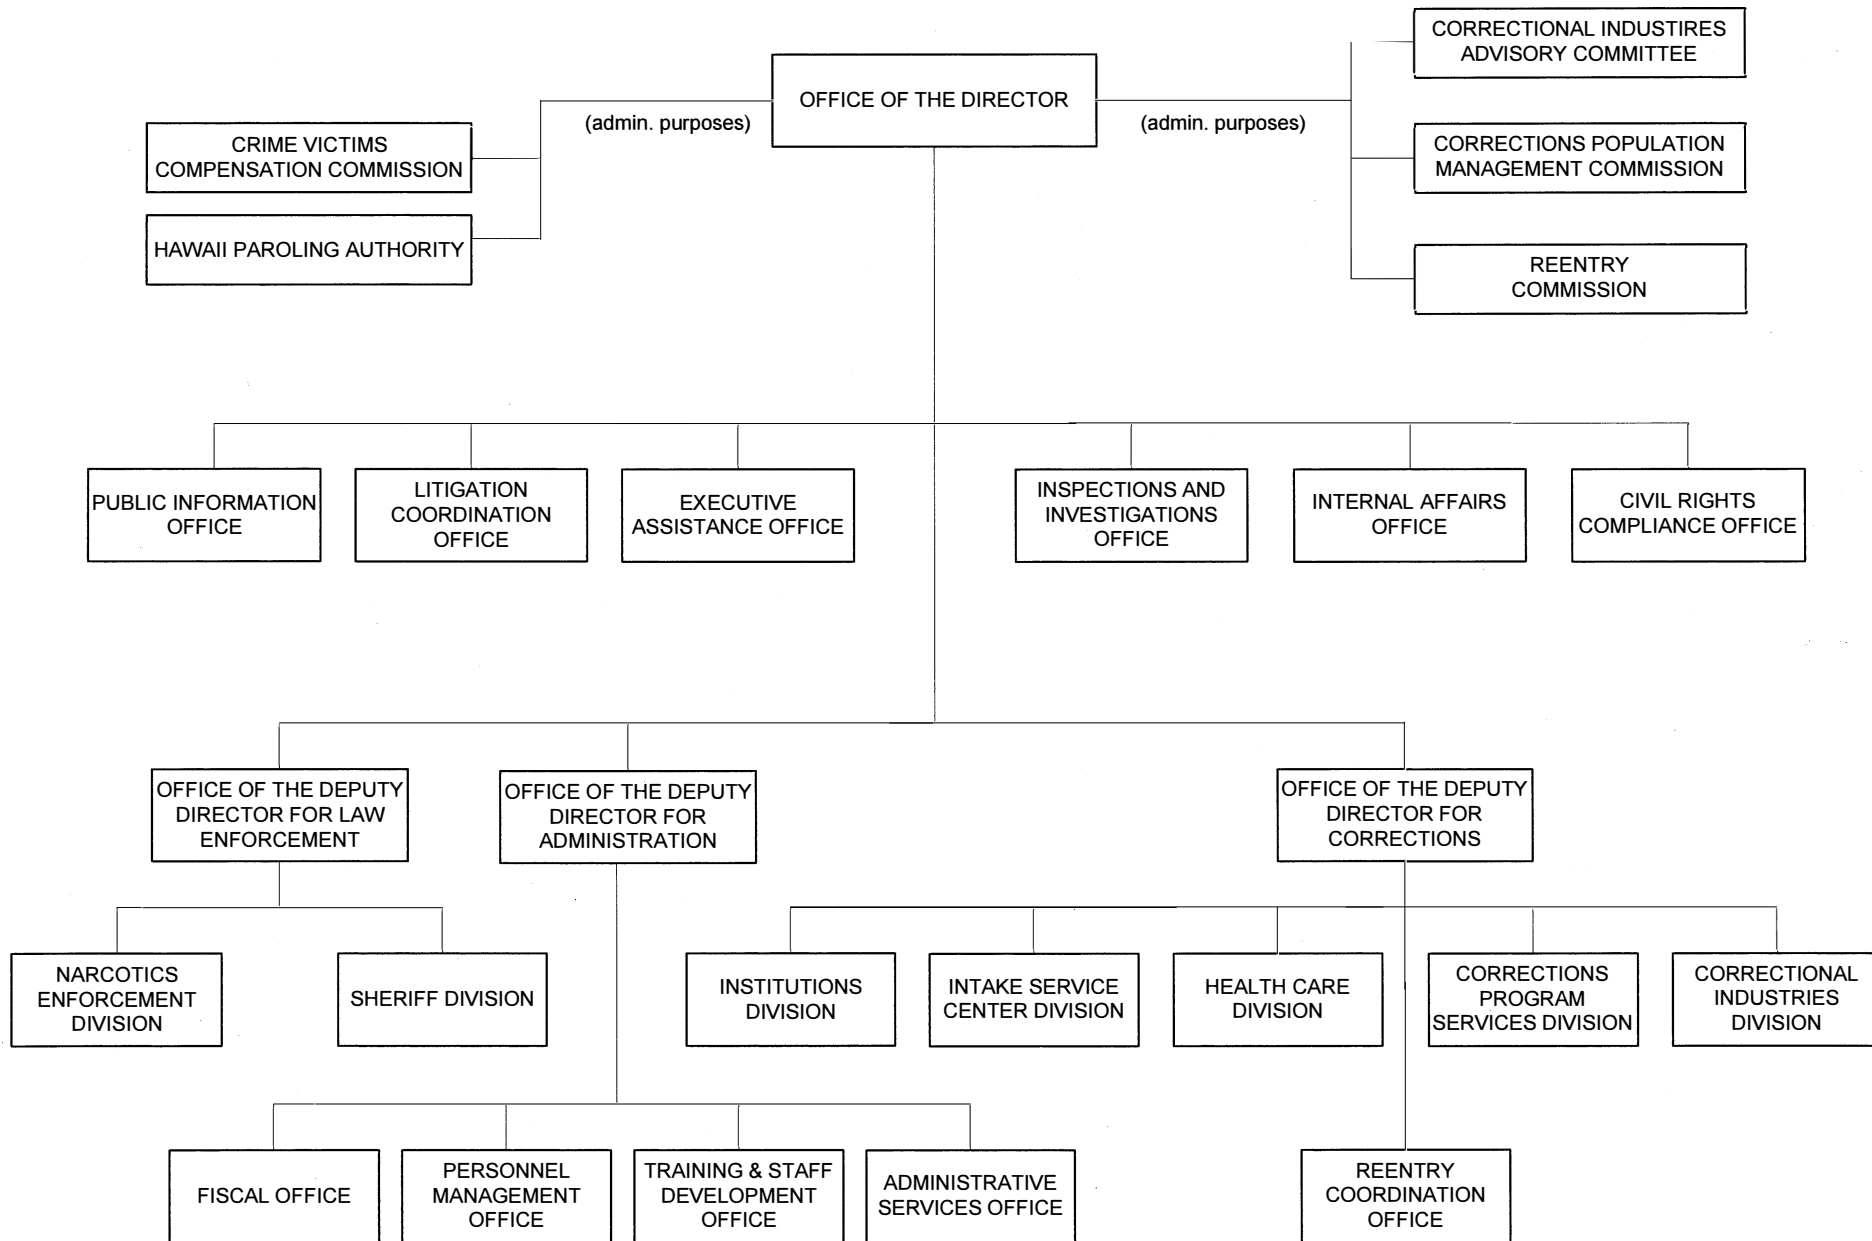 OFFICE OF THE DIRECTOR
(admin. purposes)
(admin. purposes)
CRIME VICTIMS
COMPENSATION COMMISSION
HAWAII PAROLING AUTHORITY
CORRECTIONAL INDUSTIRES
ADVISORY COMMITTEE
CORRECTIONS POPULATION
MANAGEMENT COMMISSION
REENTRY
COMMISSION
PUBLIC INFORMATION
OFFICE
LITIGATION
COORDINATION
OFFICE
EXECUTIVE
ASSISTANCE OFFICE
INSPECTIONS AND
INVESTIGATIONS
OFFICE
INTERNAL AFFAIRS
OFFICE
CIVIL RIGHTS
COMPLIANCE OFFICE
OFFICE OF THE DEPUTY
DIRECTOR FOR LAW
ENFORCEMENT
OFFICE OF THE DEPUTY
DIRECTOR FOR
ADMINISTRATION
OFFICE OF THE DEPUTY
DIRECTOR FOR
CORRECTIONS
NARCOTICS
ENFORCEMENT
DIVISION
SHERIFF DIVISION
INSTITUTIONS
DIVISION
INTAKE SERVICE
CENTER DIVISION
HEALTH CARE
DIVISION
CORRECTIONS
PROGRAM
SERVICES DIVISION
CORRECTIONAL
INDUSTRIES
DIVISION
FISCAL OFFICE
PERSONNEL
MANAGEMENT
OFFICE
TRAINING & STAFF
DEVELOPMENT
OFFICE
ADMINISTRATIVE
SERVICES OFFICE
REENTRY
COORDINATION
OFFICE